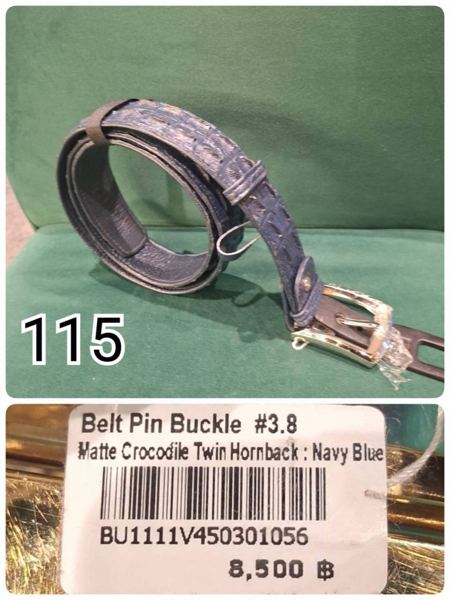 115
Belt Pin Buckle #3.8
Matte Crocodile Twin Hornback : Navy Blue
BU1111V450301056
8,500 ฿